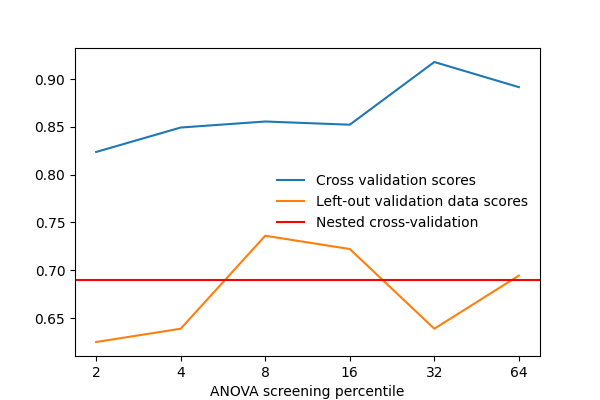 0.90
0.85
0.80
0.75
0.70
0.65
Cross validation scores
Left-out validation data scores
Nested cross-validation
2 4 8 16 32 64
ANOVA screening percentile